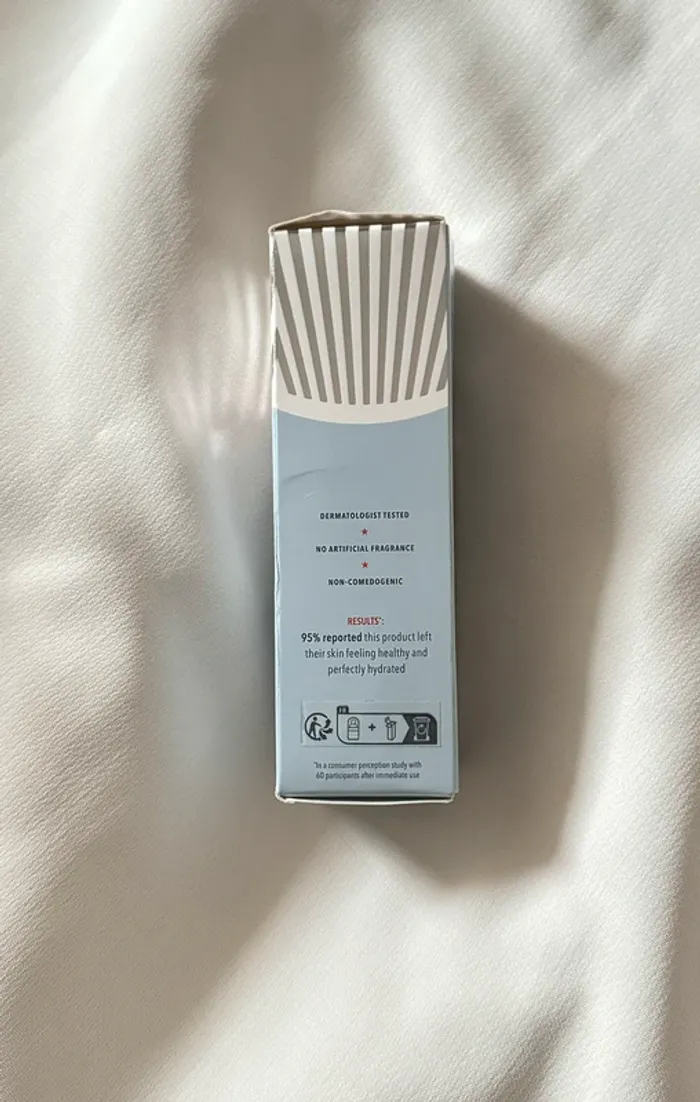 DERMATOLOGIST TESTED
NO ARTIFICIAL FRAGRANCE
NON-COMEDOGENIC
RESULTS*:
95% reported this product left
their skin feeling healthy and
perfectly hydrated
FR
+
*In a consumer perception study with
60 participants after immediate use